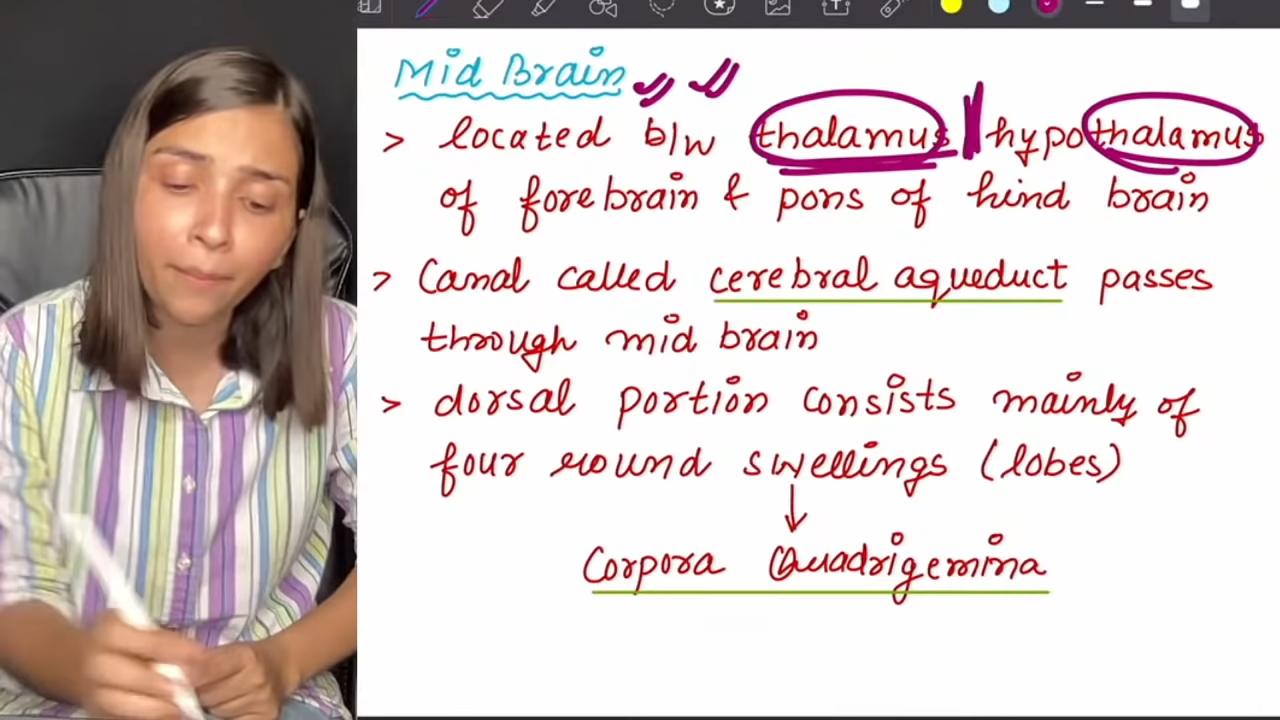 Mid Brain
> located b/w thalamus | hypothalamus
of forebrain & pons of hind brain
> Canal called cerebral aqueduct passes
through mid brain
> dorsal portion consists mainly of
four round swellings (lobes)
↓
Corpora Quadrigemina